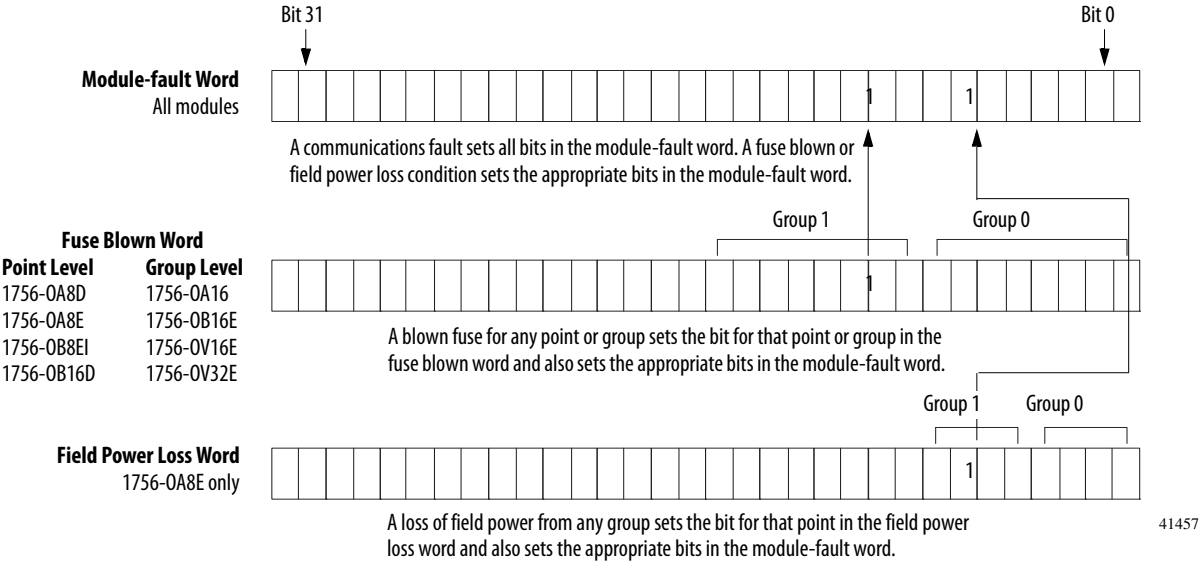 Bit 31
Bit 0
Module-fault Word
All modules
1
1
A communications fault sets all bits in the module-fault word. A fuse blown or
field power loss condition sets the appropriate bits in the module-fault word.
Group 1
Group 0
Fuse Blown Word
Point Level
Group Level
1756-OA8D
1756-OA16
1756-OA8E
1756-OB16E
1756-OB8EI
1756-OV16E
1756-OB16D
1756-OV32E
1
A blown fuse for any point or group sets the bit for that point or group in the
fuse blown word and also sets the appropriate bits in the module-fault word.
Group 1
Group 0
Field Power Loss Word
1756-OA8E only
1
A loss of field power from any group sets the bit for that point in the field power
loss word and also sets the appropriate bits in the module-fault word.
41457